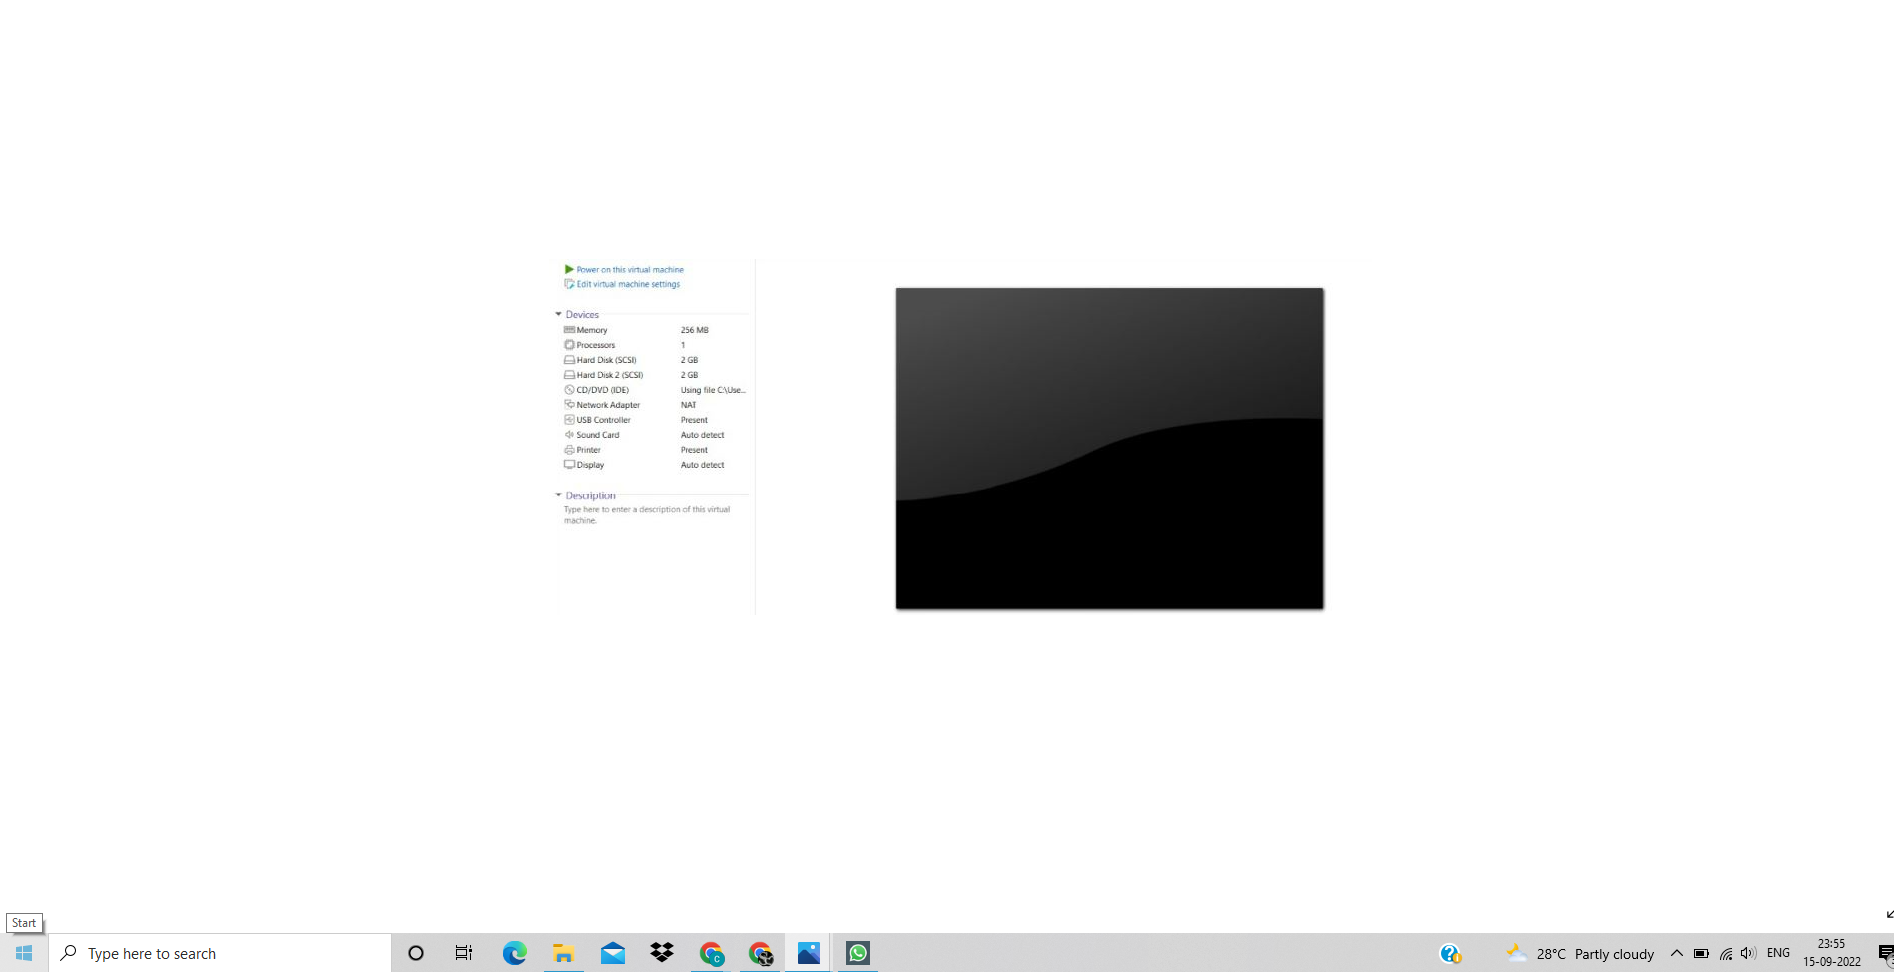 Power on this virtual machine
Edit virtual machine settings
Devices
Memory 256 MB
Processors 1
Hard Disk (SCSI) 2 GB
Hard Disk 2 (SCSI) 2 GB
CD/DVD (IDE) Using file C:\Use...
Network Adapter NAT
USB Controller Present
Sound Card Auto detect
Printer Present
Display Auto detect
Description
Type here to enter a description of this virtual
machine.
Start
Type here to search
28°C Partly cloudy
ENG
23:55
15-09-2022